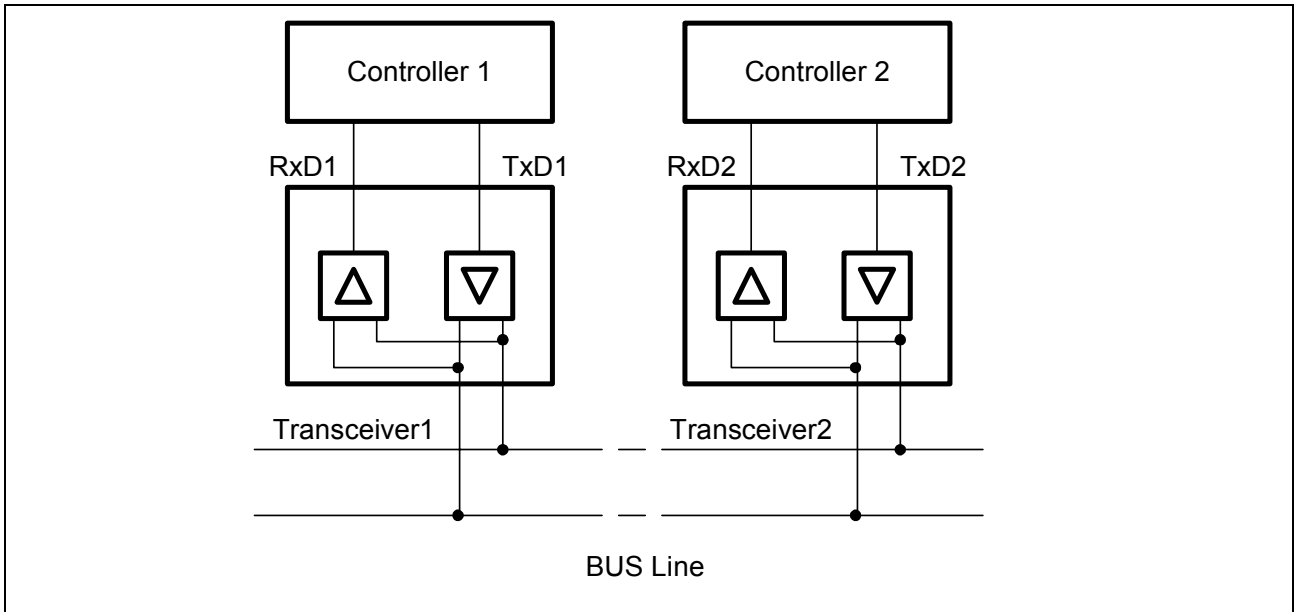 Controller 1
Controller 2
RxD1
TxD1
RxD2
TxD2
Transceiver1
Transceiver2
BUS Line